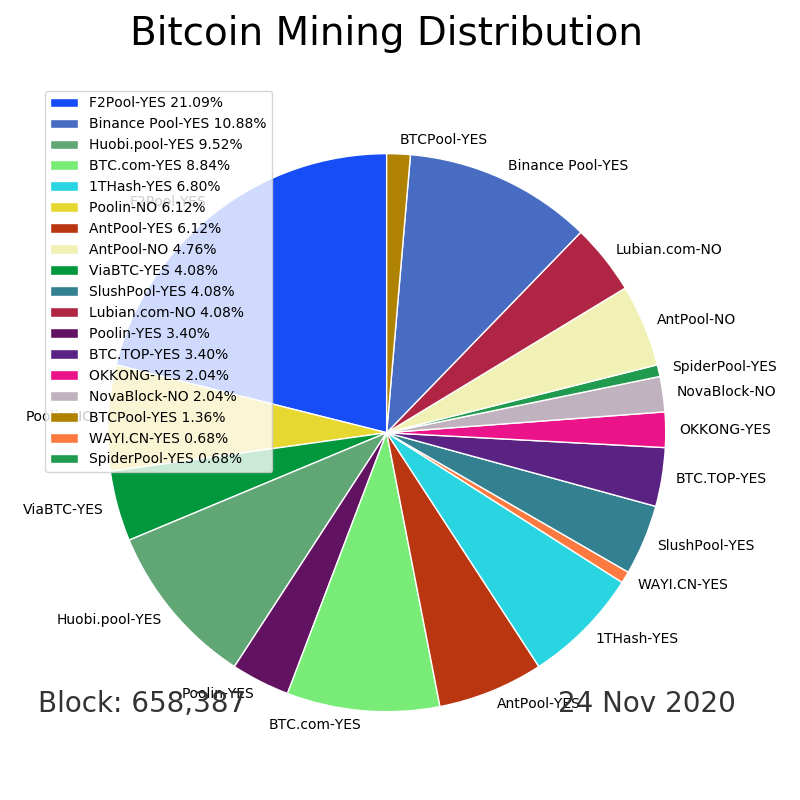 Bitcoin Mining Distribution
F2Pool-YES 21.09%
Binance Pool-YES 10.88%
Huobi.pool-YES 9.52%
BTC.com-YES 8.84%
1THash-YES 6.80%
Poolin-NO 6.12%
AntPool-YES 6.12%
AntPool-NO 4.76%
ViaBTC-YES 4.08%
SlushPool-YES 4.08%
Lubian.com-NO 4.08%
Poolin-YES 3.40%
BTC.TOP-YES 3.40%
OKKONG-YES 2.04%
NovaBlock-NO 2.04%
BTCPool-YES 1.36%
WAYI.CN-YES 0.68%
SpiderPool-YES 0.68%
BTCPool-YES
Binance Pool-YES
Lubian.com-NO
AntPool-NO
SpiderPool-YES
NovaBlock-NO
OKKONG-YES
BTC.TOP-YES
SlushPool-YES
WAYI.CN-YES
1THash-YES
AntPool-YES
BTC.com-YES
Poolin-YES
Huobi.pool-YES
ViaBTC-YES
Poolin-NO
F2Pool-YES
Block: 658,387
24 Nov 2020